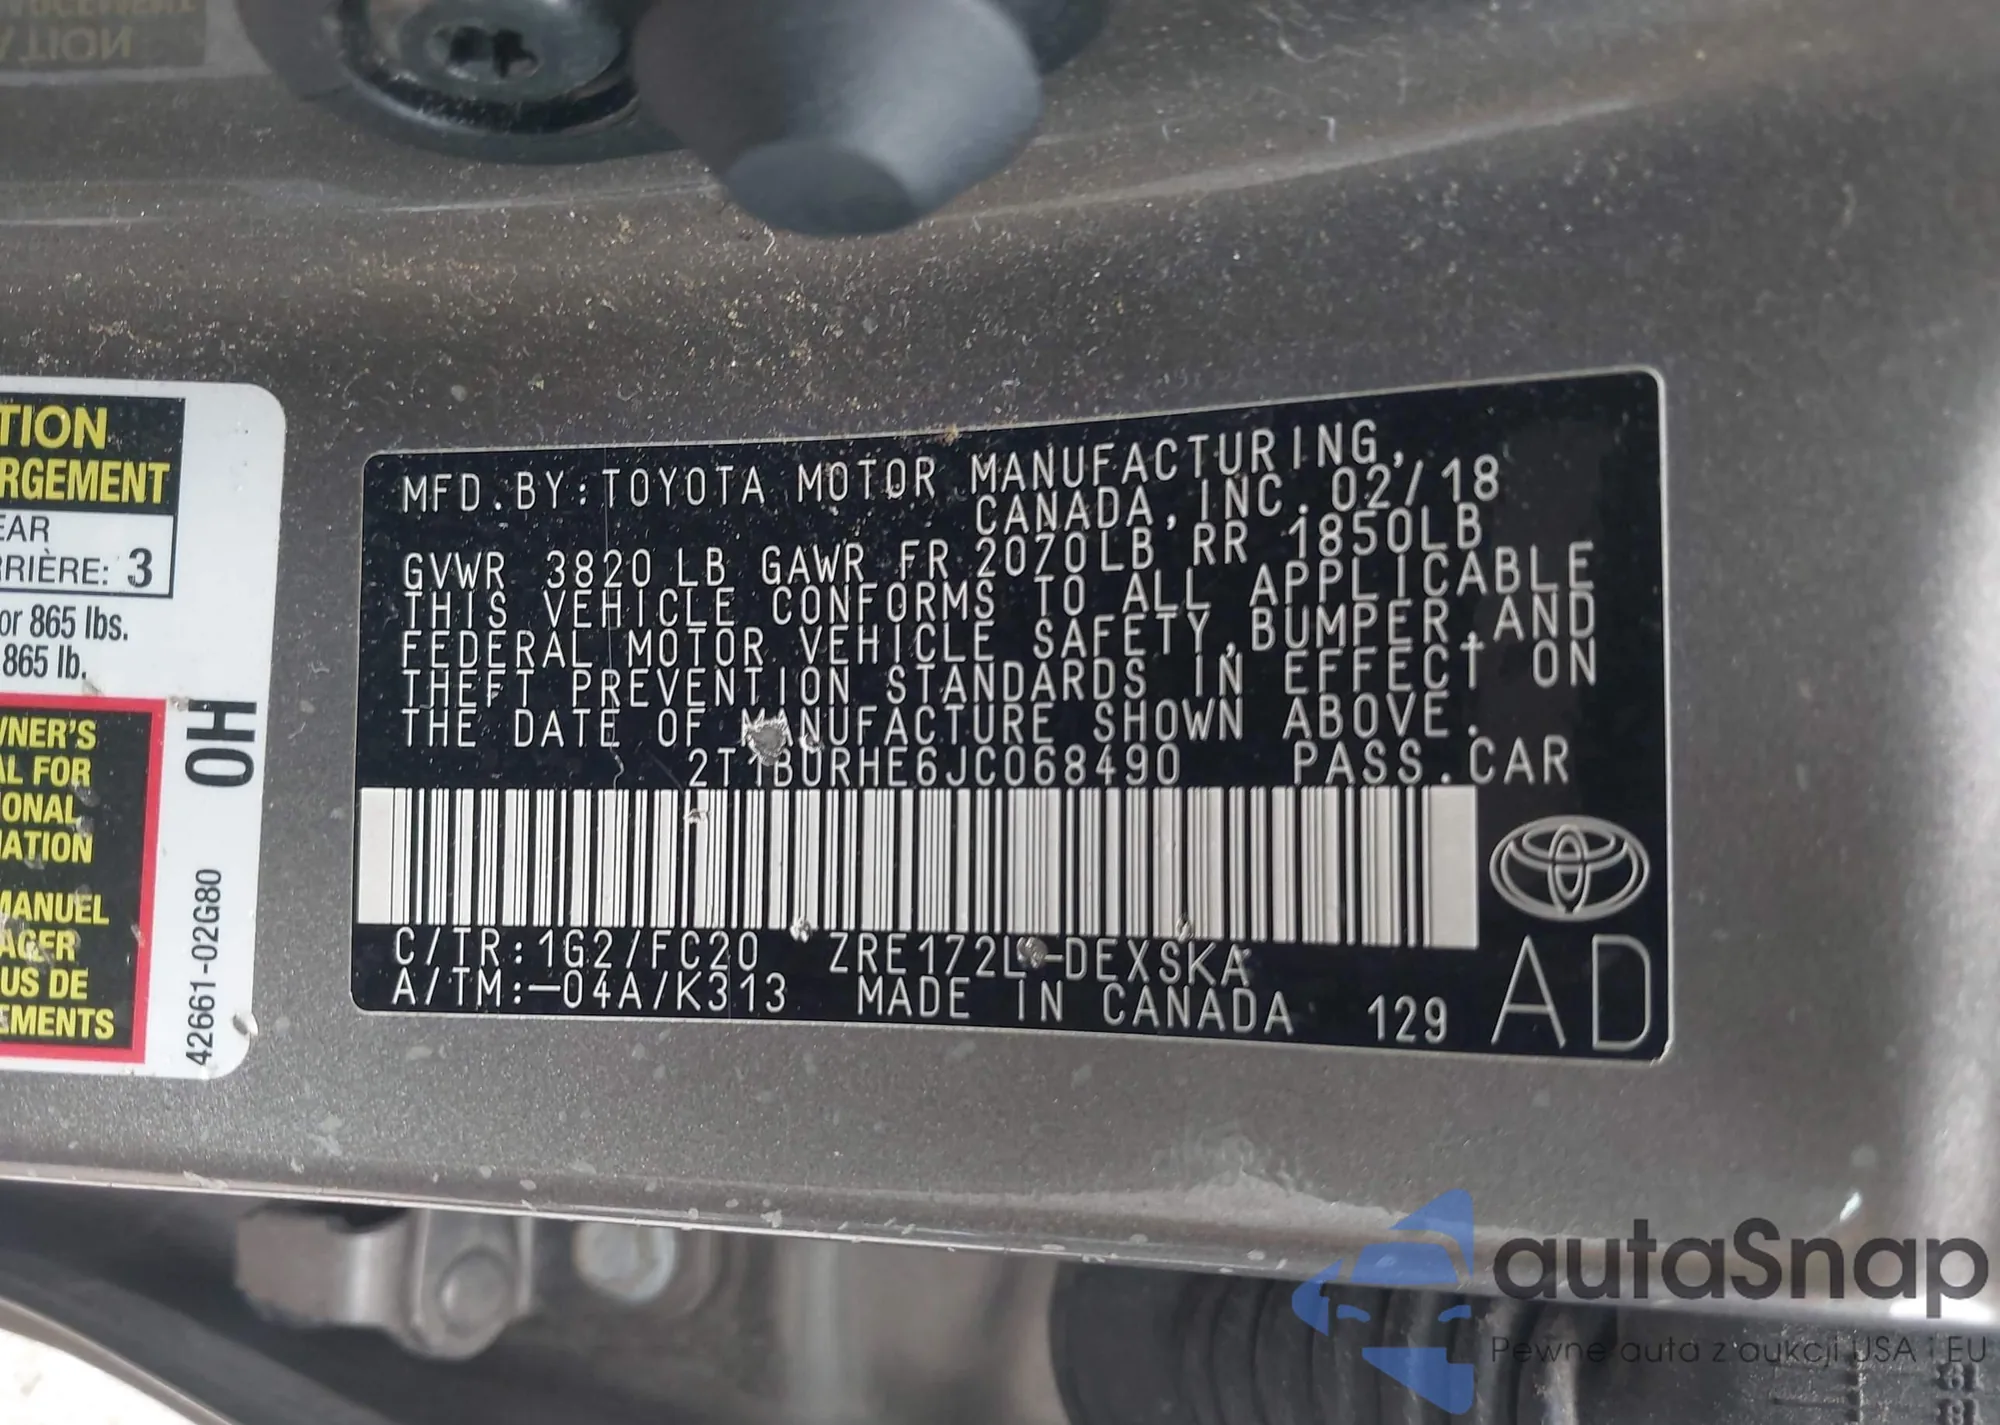 TION
RGEMENT
EAR
RRIÈRE: 3
or 865 lbs.
865 lb.
WNER'S
AL FOR
IONAL
MATION
MANUEL
AGER
US DE
EMENTS
OH
42661-02G80
MFD.BY:TOYOTA MOTOR MANUFACTURING,
CANADA,INC.02/18
GVWR 3820 LB GAWR FR 2070LB RR 1850LB
THIS VEHICLE CONFORMS TO ALL APPLICABLE
FEDERAL MOTOR VEHICLE SAFETY,BUMPER,AND
THEFT PREVENTION STANDARDS IN EFFECT ON
THE DATE OF MANUFACTURE SHOWN ABOVE.
2T1BURHE6JC068490 PASS.CAR
C/TR:1G2/FC20 ZRE172L-DEXSKA
A/TM:-04A/K313 MADE IN CANADA 129
AD
autaSnap
Pewne auta z aukcji USA i EU